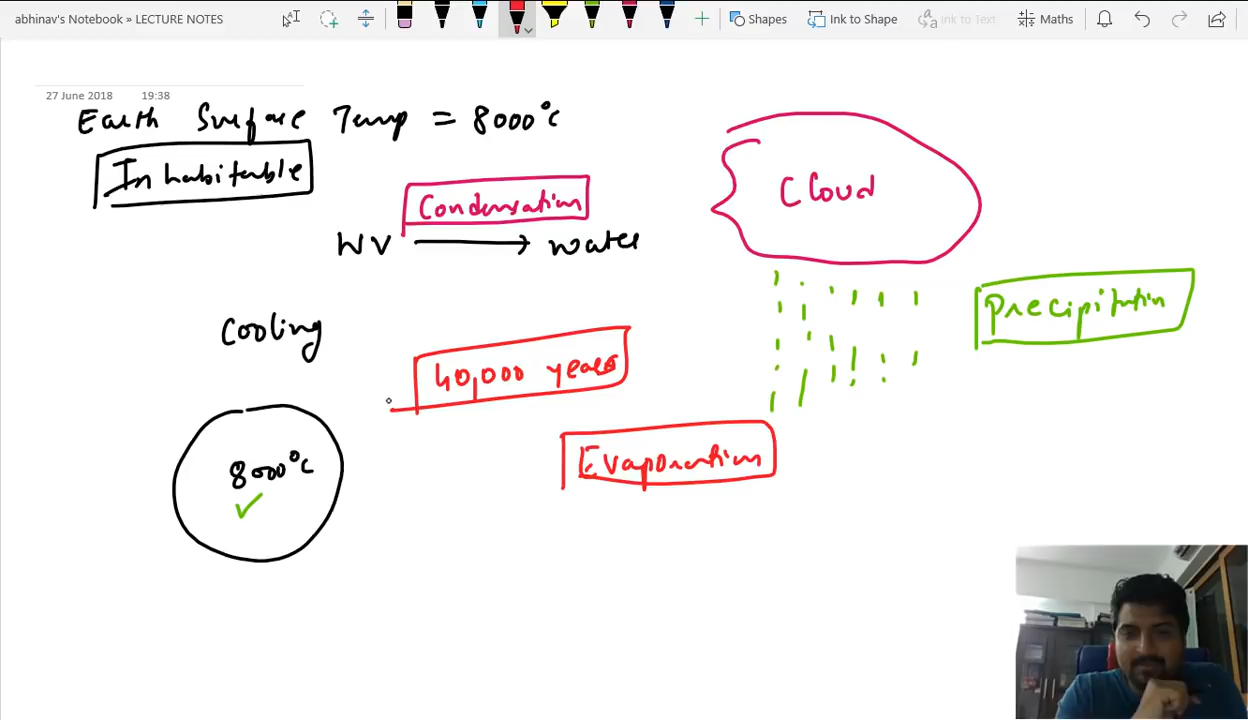 abhinav's Notebook » LECTURE NOTES
Shapes
Ink to Shape
Ink to Text
Maths
27 June 2018 19:38
Earth Surface Temp = 8000°C
Inhabitable
Condensation
WV → water
Cloud
Precipitation
Cooling
40,000 years
8000°C
✓
Evaporation